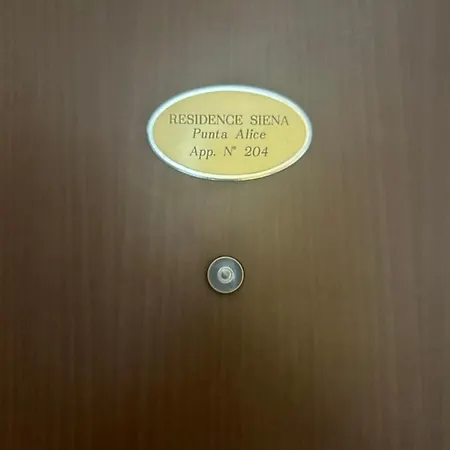 RESIDENCE SIENA
Punta Alice
App. N° 204